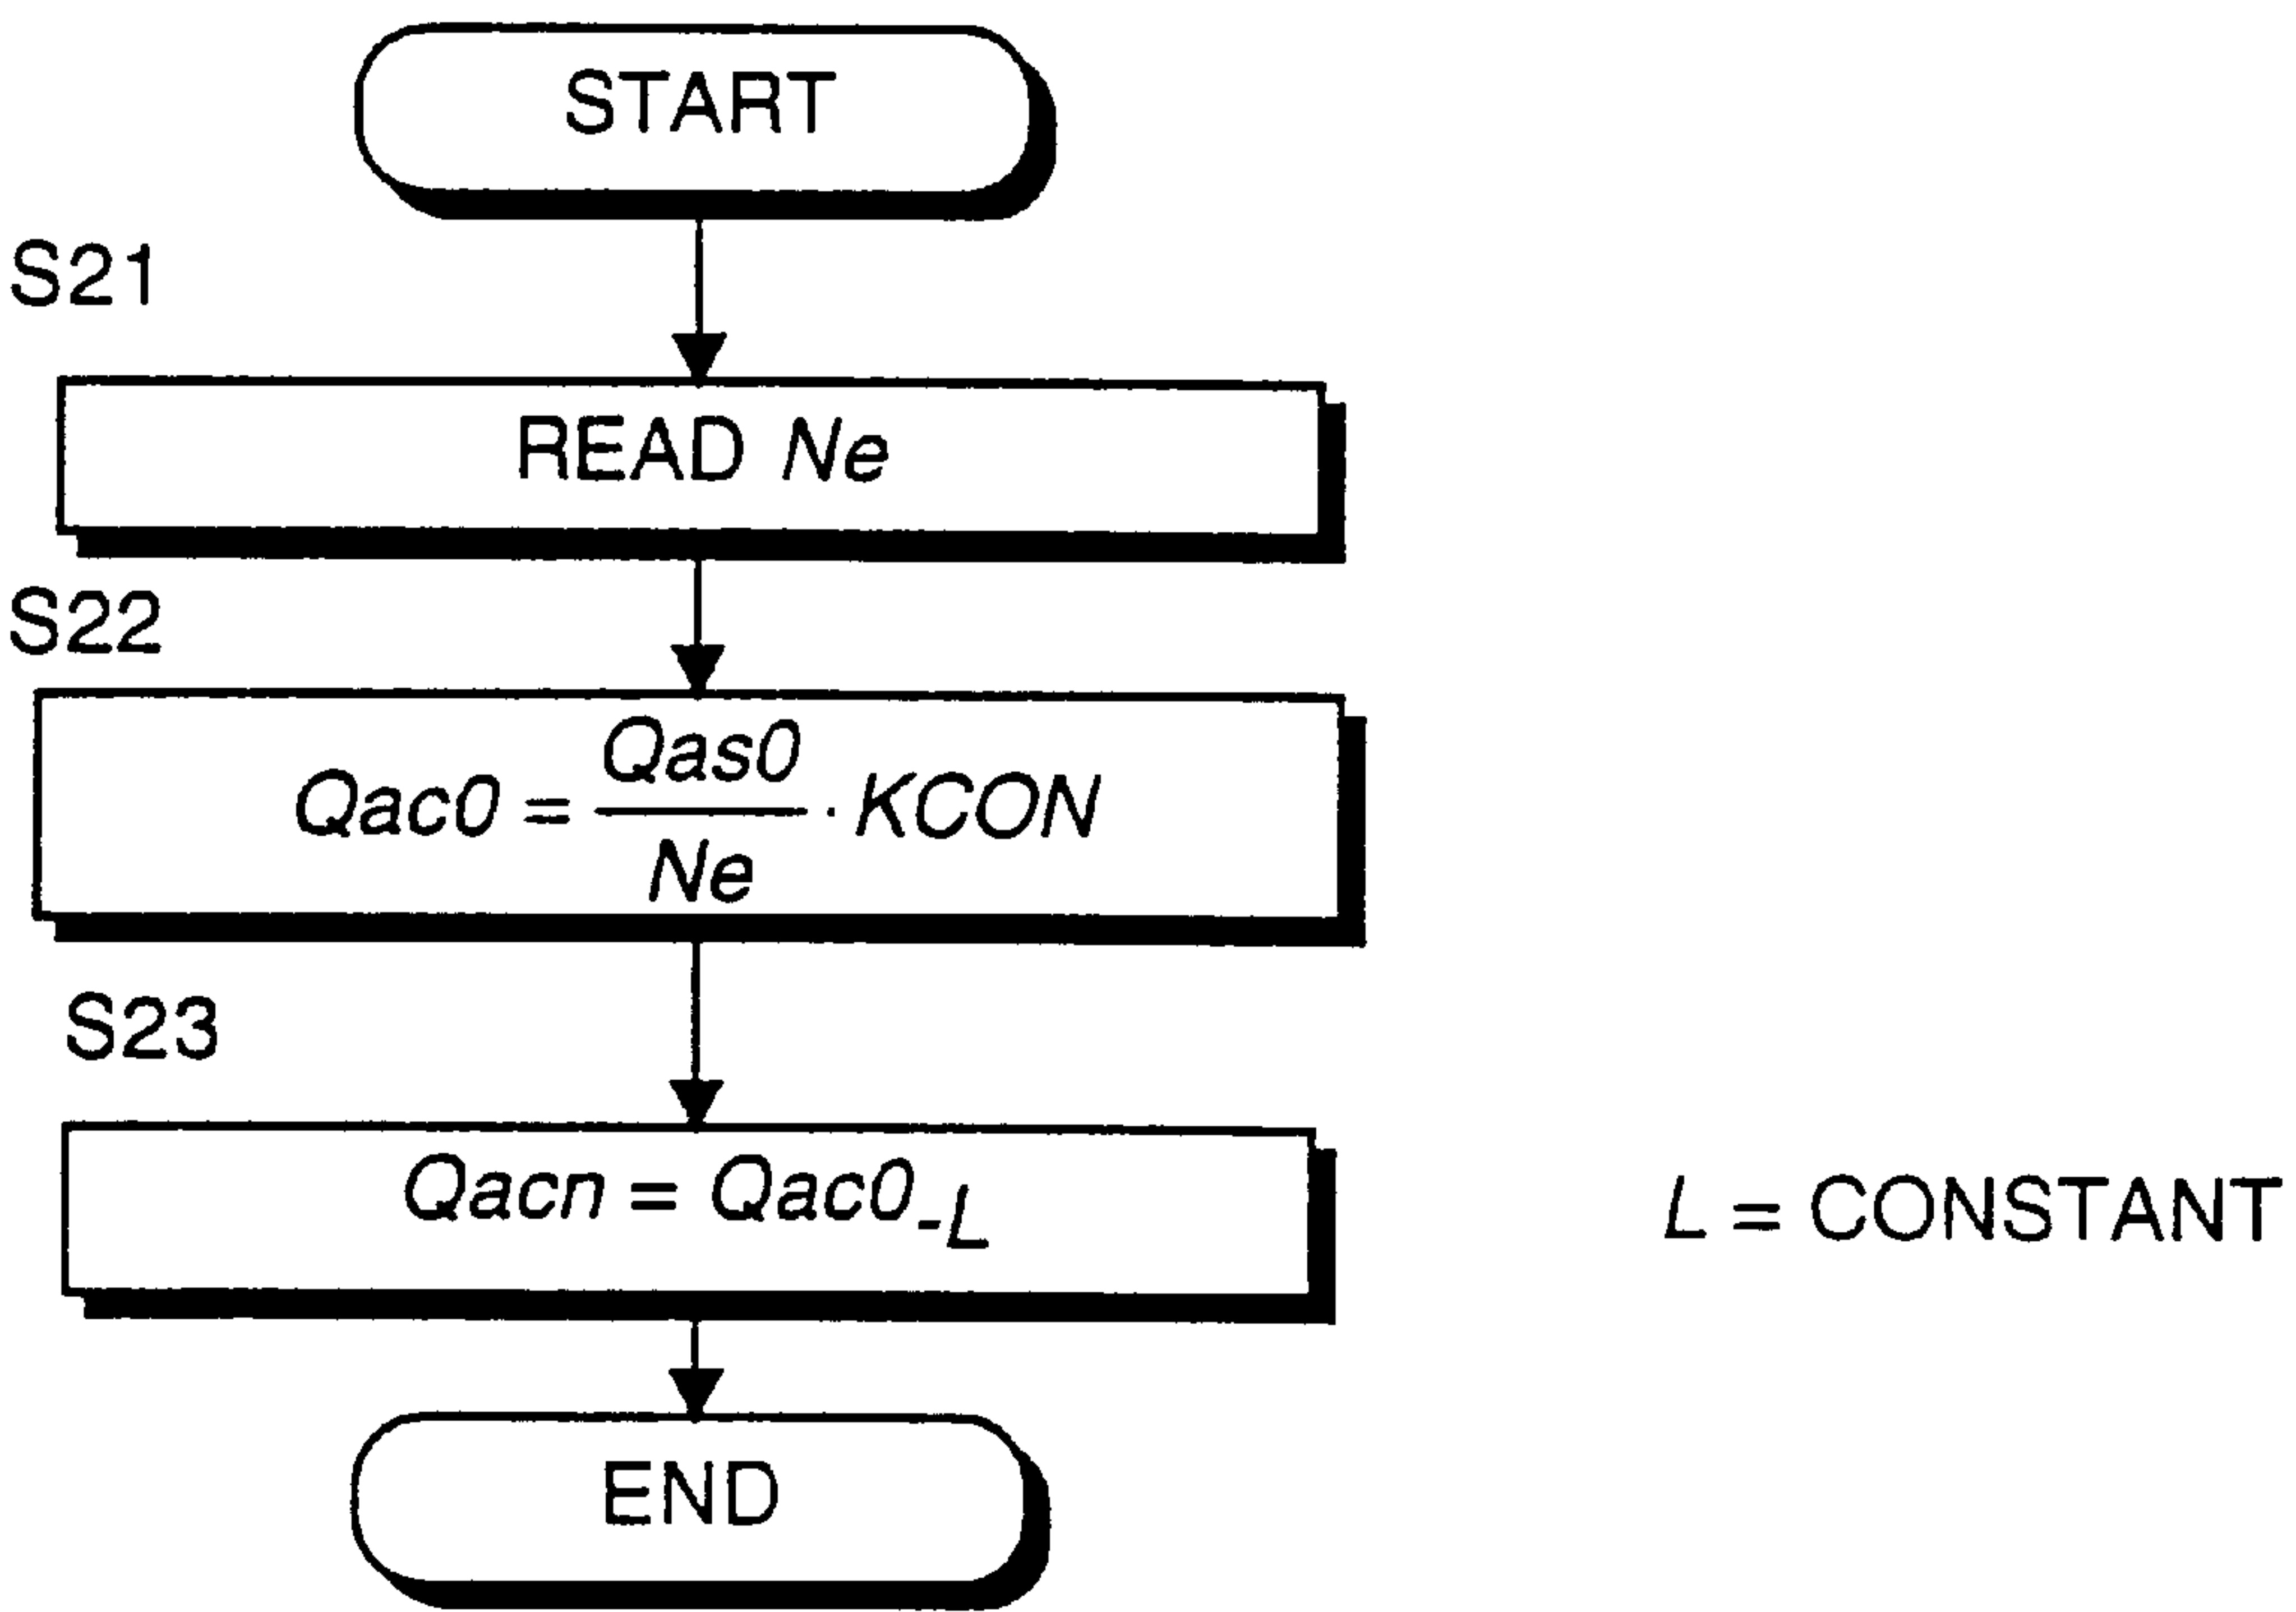 START
S21
READ Ne
S22
Qac0 = Qas0 / Ne · KCON
S23
Qacn = Qac0-L
L = CONSTANT
END